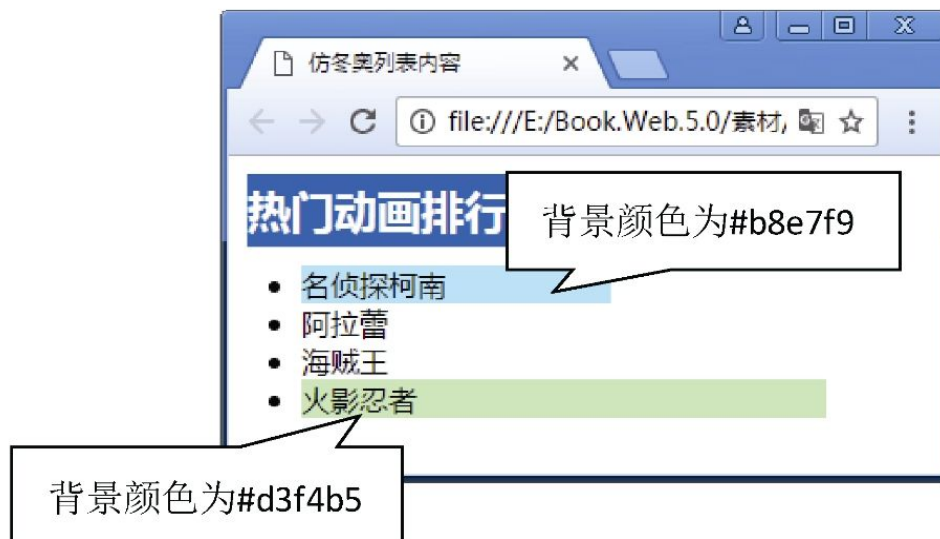 仿冬奥列表内容
file:///E:/Book.Web.5.0/素材,
热门动画排行
背景颜色为#b8e7f9
名侦探柯南
阿拉蕾
海贼王
火影忍者
背景颜色为#d3f4b5